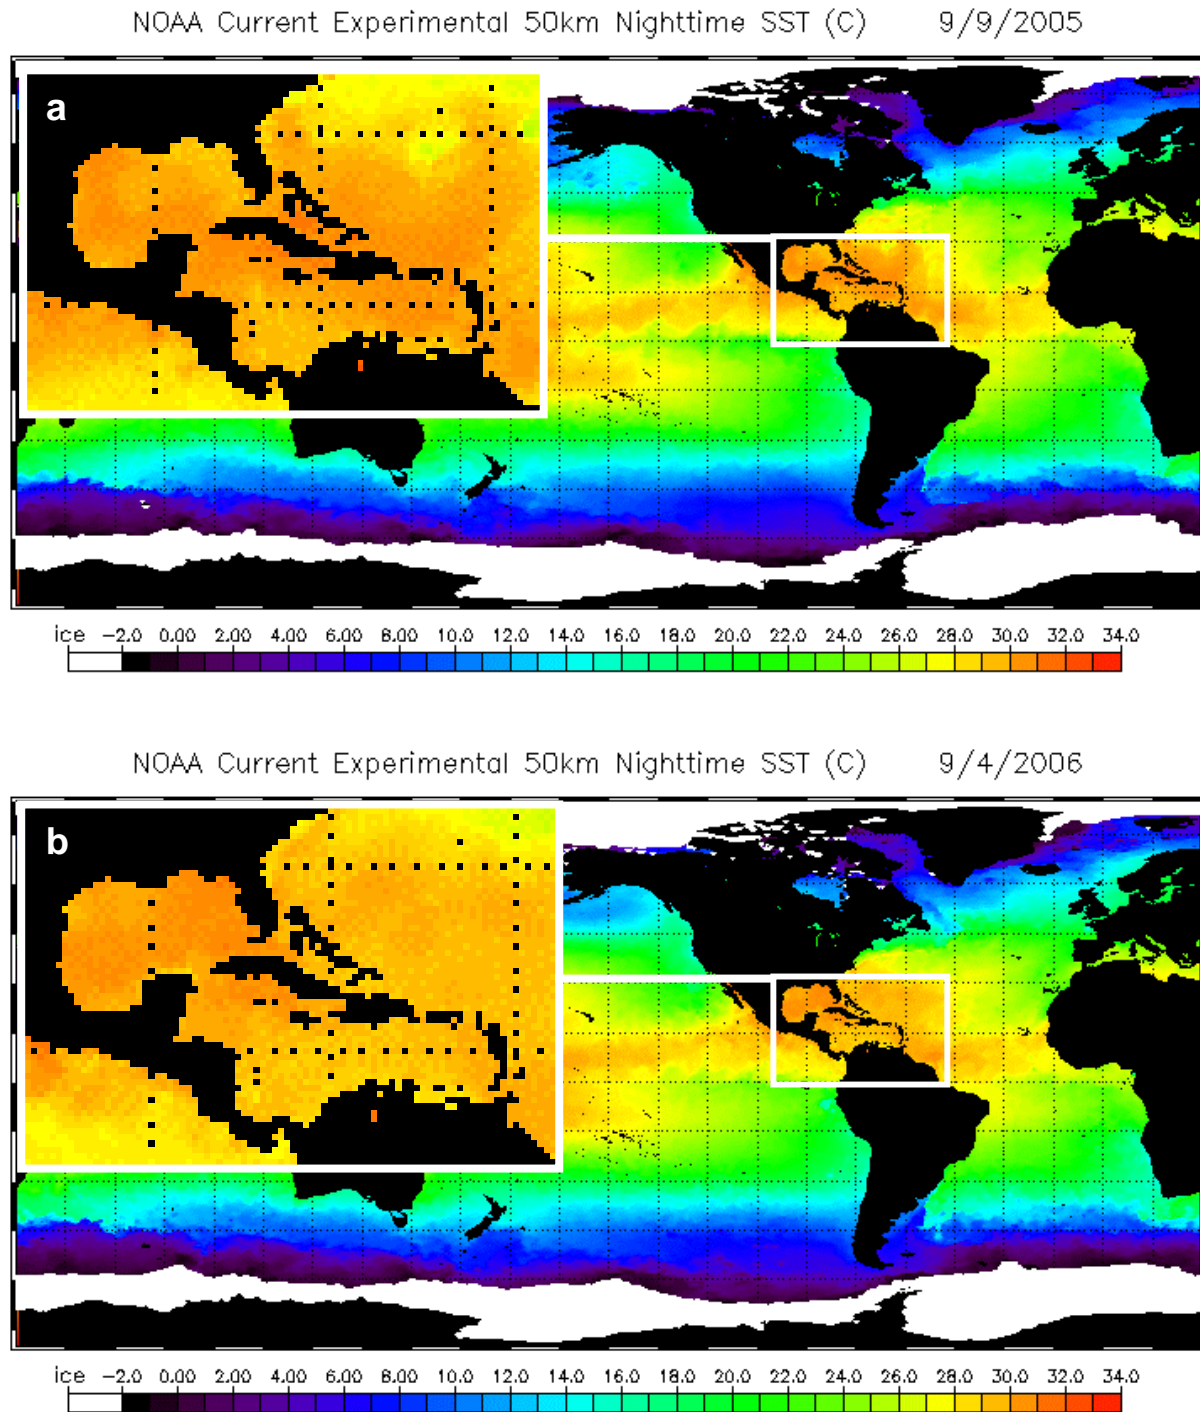 NOAA Current Experimental 50km Nighttime SST (C) 9/9/2005
a
ice -2.0 0.00 2.00 4.00 6.00 8.00 10.0 12.0 14.0 16.0 18.0 20.0 22.0 24.0 26.0 28.0 30.0 32.0 34.0
NOAA Current Experimental 50km Nighttime SST (C) 9/4/2006
b
ice -2.0 0.00 2.00 4.00 6.00 8.00 10.0 12.0 14.0 16.0 18.0 20.0 22.0 24.0 26.0 28.0 30.0 32.0 34.0